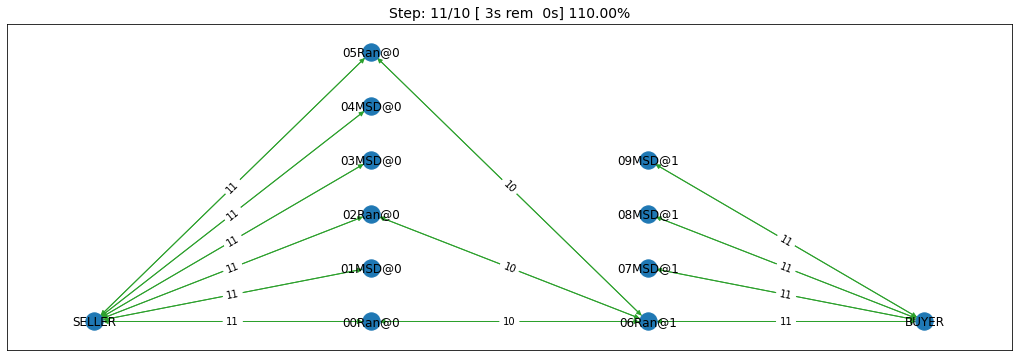 Step: 11/10 [ 3s rem  0s] 110.00%
05Ran@0
04MSD@0
03MSD@0
09MSD@1
11
10
02Ran@0
08MSD@1
11
11
11
01MSD@0
11
10
11
07MSD@1
11
11
SELLER
11
00Ran@0
10
06Ran@1
11
BUYER